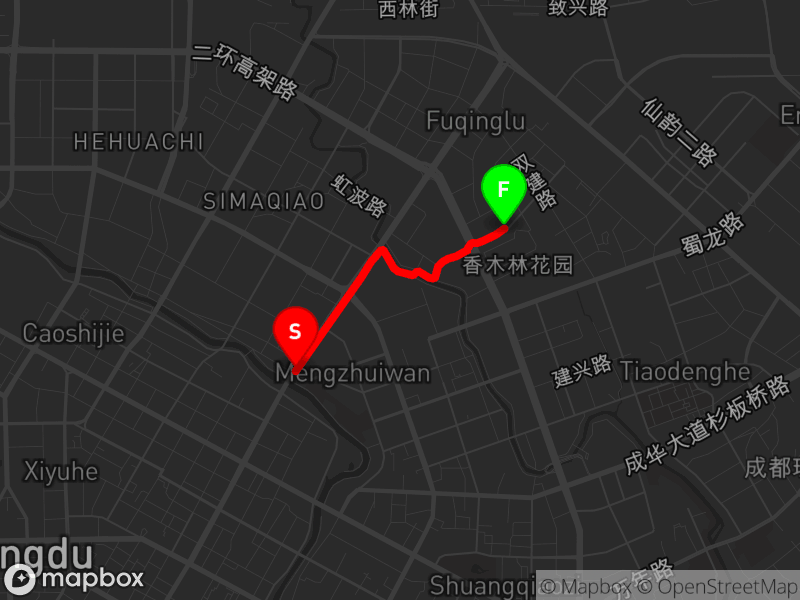 西林街
致兴路
二环高架路
Fuqinglu
仙韵二路
HEHUACHI
双建路
虹波路
SIMAQIAO
F
蜀龙路
香木林花园
S
Caoshijie
Mengzhuiwan
建兴路
Tiaodenghe
成华大道杉板桥路
Xiyuhe
mapbox
© Mapbox © OpenStreetMap